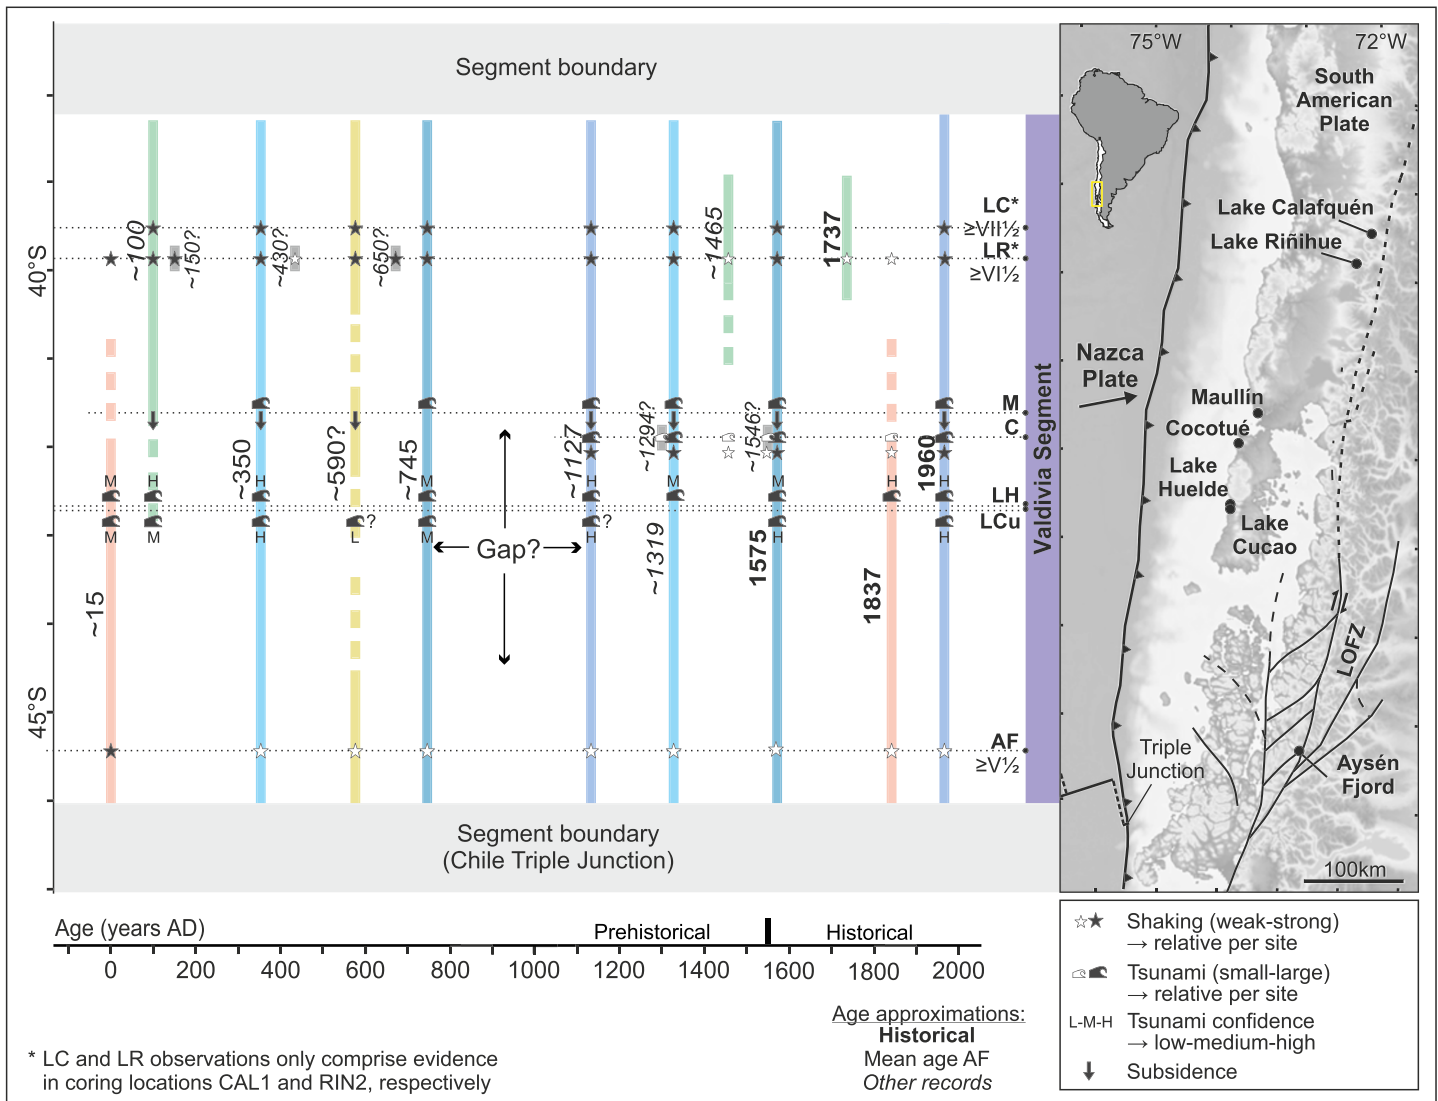 Segment boundary
75°W
72°W
South
American
Plate
Lake Calafquén
Lake Riñihue
Nazca
Plate
Maullín
Cocotué
Lake
Huelde
Lake
Cucao
LOFZ
Triple
Junction
Aysén
Fjord
100km
40°S
45°S
~100
~150?
~430?
~650?
~1465
1737
LC*
≥VII½
LR*
≥VI½
M
C
LH
LCu
AF
≥V½
Valdivia Segment
~350
~590?
~745
~1127
~1294?
~1546?
1960
~15
~1319
1575
1837
M H H M H M M H H
? ?
M M H L M H H H
Gap?
Segment boundary
(Chile Triple Junction)
Age (years AD)
Prehistorical
Historical
0 200 400 600 800 1000 1200 1400 1600 1800 2000
Age approximations:
Historical
Mean age AF
Other records
* LC and LR observations only comprise evidence
in coring locations CAL1 and RIN2, respectively
Shaking (weak-strong)
→ relative per site
Tsunami (small-large)
→ relative per site
L-M-H Tsunami confidence
→ low-medium-high
Subsidence